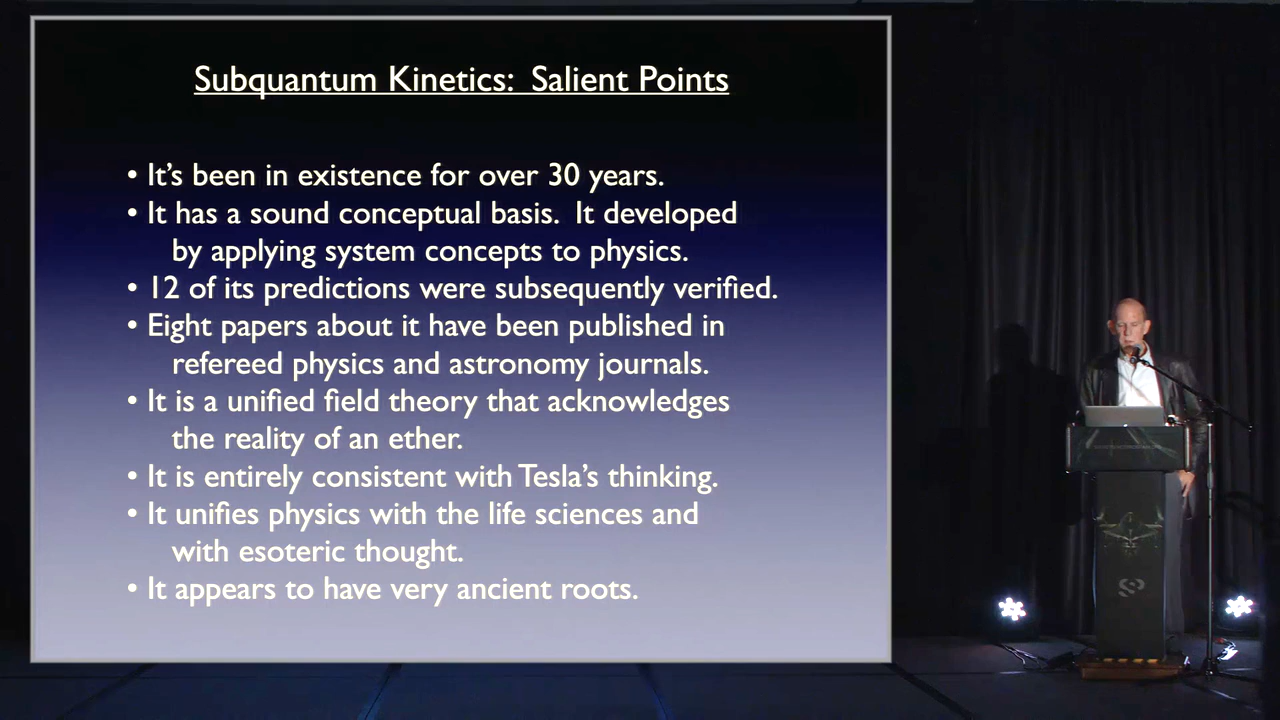 Subquantum Kinetics: Salient Points
• It's been in existence for over 30 years.
• It has a sound conceptual basis. It developed
by applying system concepts to physics.
• 12 of its predictions were subsequently verified.
• Eight papers about it have been published in
refereed physics and astronomy journals.
• It is a unified field theory that acknowledges
the reality of an ether.
• It is entirely consistent with Tesla's thinking.
• It unifies physics with the life sciences and
with esoteric thought.
• It appears to have very ancient roots.